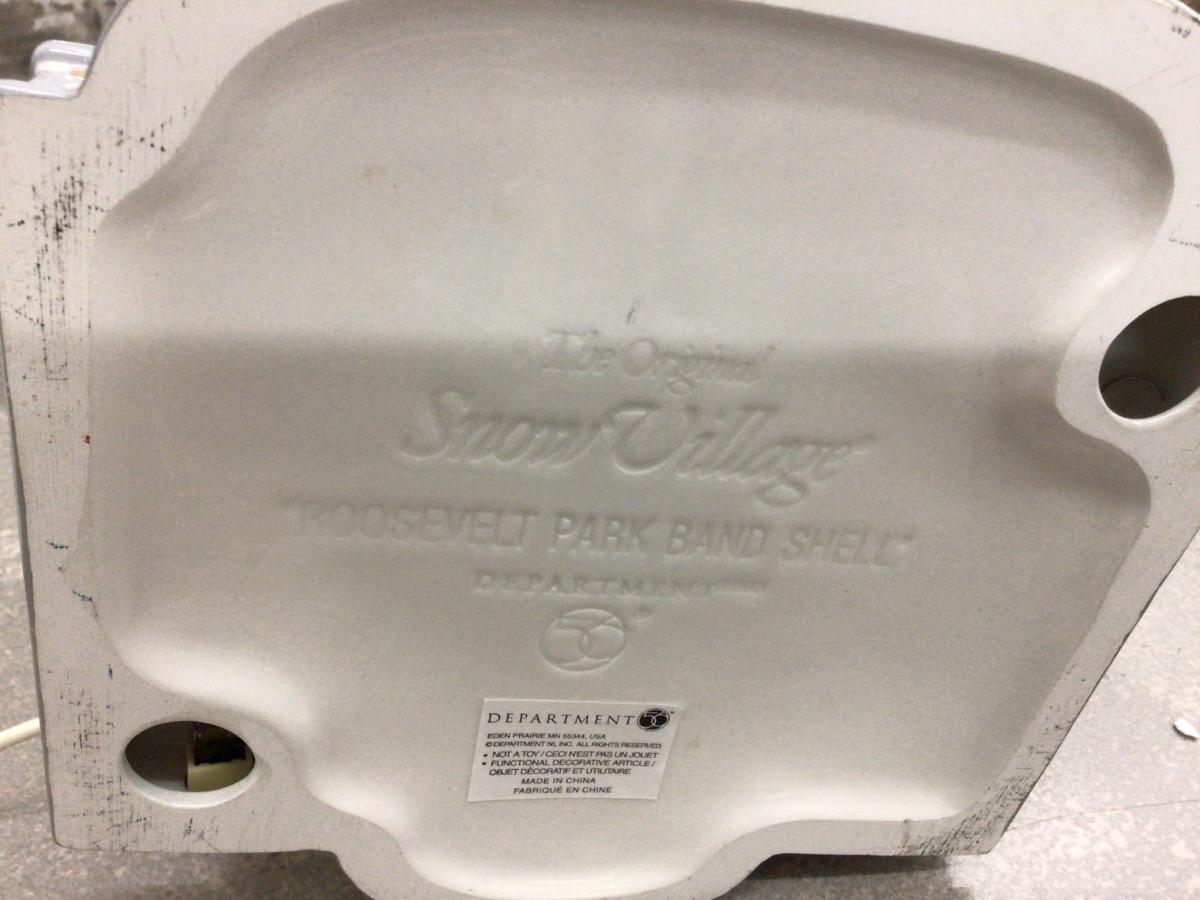 The Original
Snow Village
"ROOSEVELT PARK BAND SHELL"
DEPARTMENT
56
DEPARTMENT 56
EDEN PRAIRIE MN 55344, USA
© DEPARTMENT 56, INC. ALL RIGHTS RESERVED.
• NOT A TOY / CECI N'EST PAS UN JOUET
• FUNCTIONAL DECORATIVE ARTICLE /
OBJET DÉCORATIF ET UTILITAIRE
MADE IN CHINA
FABRIQUÉ EN CHINE